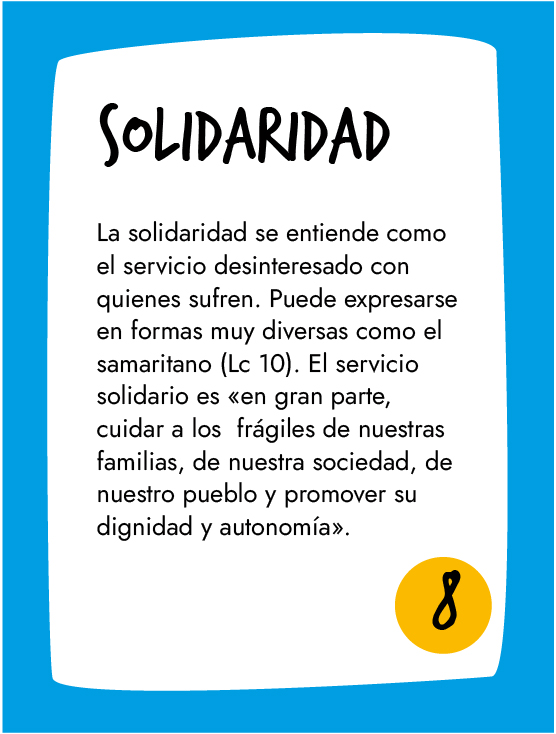 SOLIDARIDAD
La solidaridad se entiende como
el servicio desinteresado con
quienes sufren. Puede expresarse
en formas muy diversas como el
samaritano (Lc 10). El servicio
solidario es «en gran parte,
cuidar a los  frágiles de nuestras
familias, de nuestra sociedad, de
nuestro pueblo y promover su
dignidad y autonomía».
8